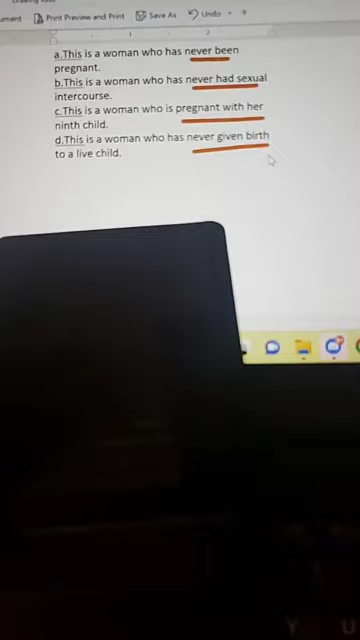 Print Preview and Print Save As Undo
a.This is a woman who has never been
pregnant.
b.This is a woman who has never had sexual
intercourse.
c.This is a woman who is pregnant with her
ninth child.
d.This is a woman who has never given birth
to a live child.
Y U